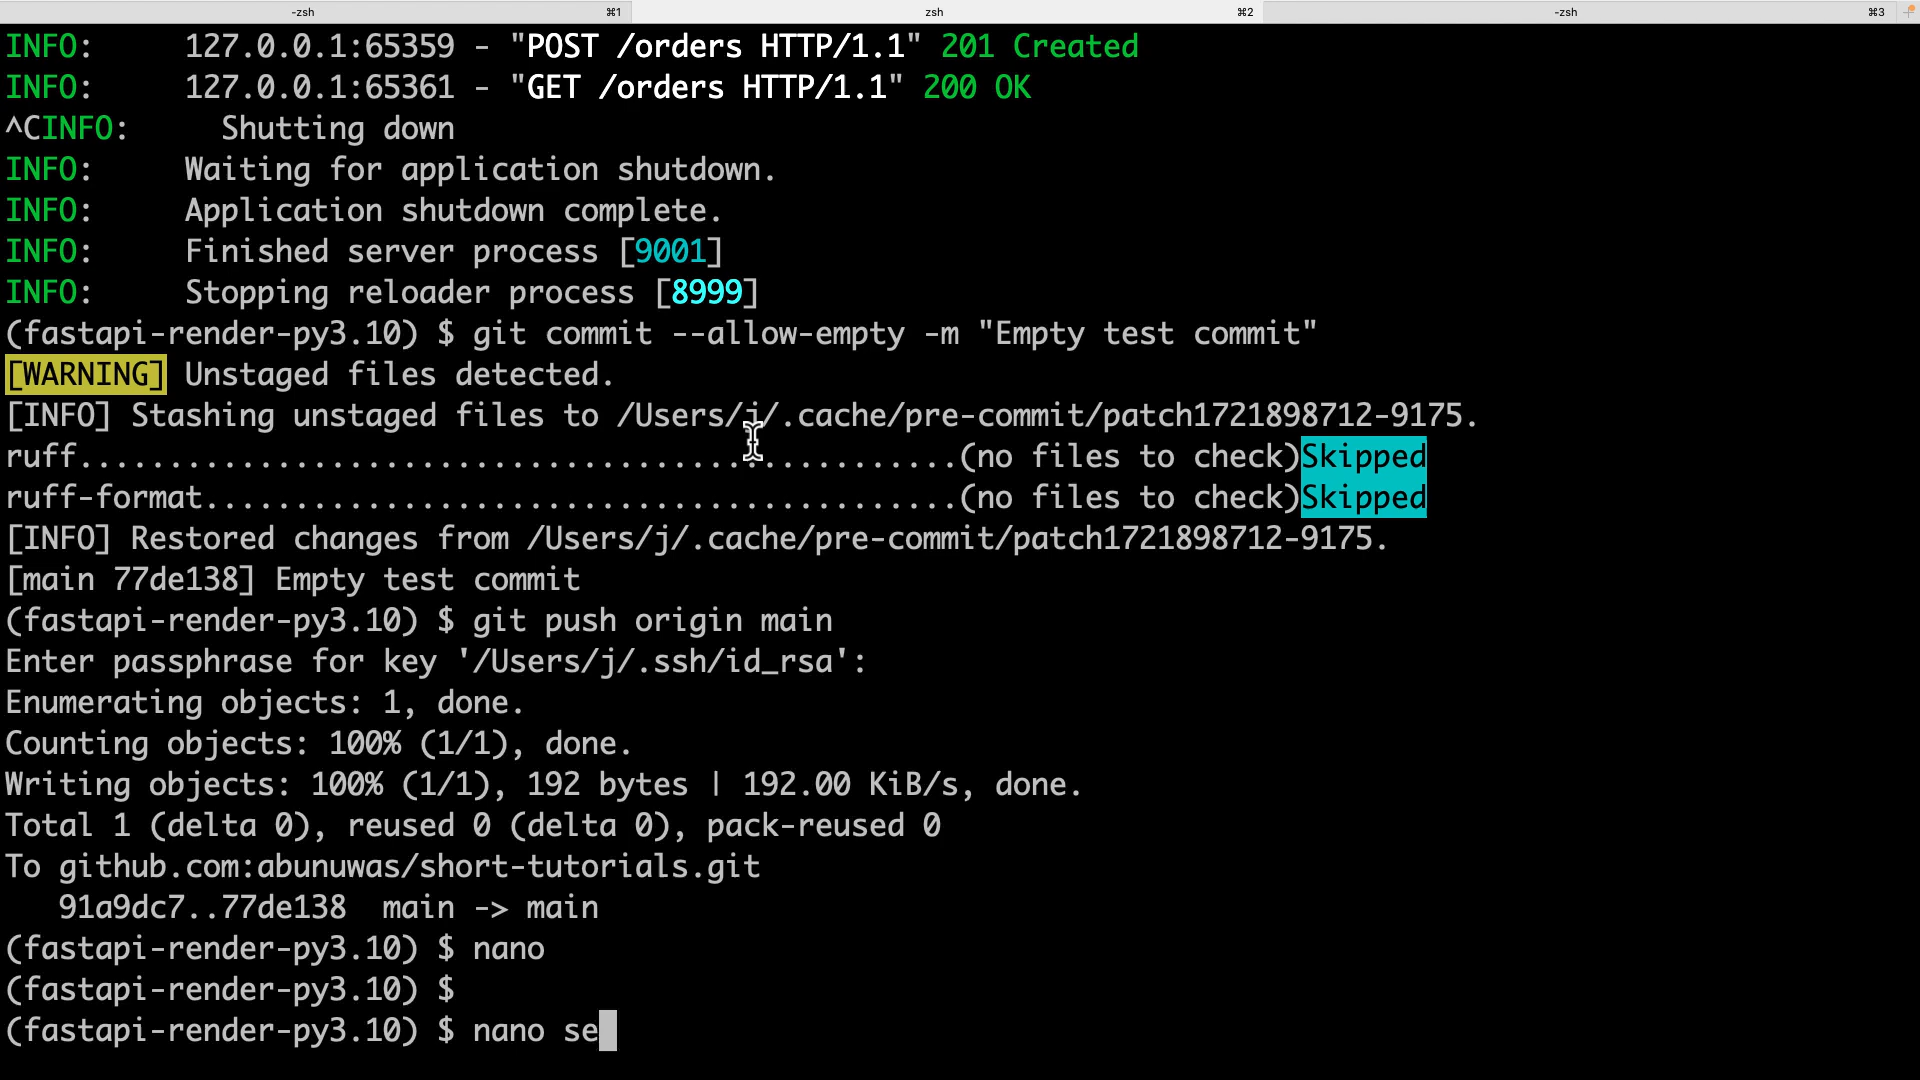 -zsh ⌘1 zsh ⌘2 -zsh ⌘3
INFO:     127.0.0.1:65359 - "POST /orders HTTP/1.1" 201 Created
INFO:     127.0.0.1:65361 - "GET /orders HTTP/1.1" 200 OK
^CINFO:     Shutting down
INFO:     Waiting for application shutdown.
INFO:     Application shutdown complete.
INFO:     Finished server process [9001]
INFO:     Stopping reloader process [8999]
(fastapi-render-py3.10) $ git commit --allow-empty -m "Empty test commit"
[WARNING] Unstaged files detected.
[INFO] Stashing unstaged files to /Users/j/.cache/pre-commit/patch1721898712-9175.
ruff.................................................(no files to check)Skipped
ruff-format..........................................(no files to check)Skipped
[INFO] Restored changes from /Users/j/.cache/pre-commit/patch1721898712-9175.
[main 77de138] Empty test commit
(fastapi-render-py3.10) $ git push origin main
Enter passphrase for key '/Users/j/.ssh/id_rsa':
Enumerating objects: 1, done.
Counting objects: 100% (1/1), done.
Writing objects: 100% (1/1), 192 bytes | 192.00 KiB/s, done.
Total 1 (delta 0), reused 0 (delta 0), pack-reused 0
To github.com:abunuwas/short-tutorials.git
   91a9dc7..77de138  main -> main
(fastapi-render-py3.10) $ nano
(fastapi-render-py3.10) $
(fastapi-render-py3.10) $ nano se